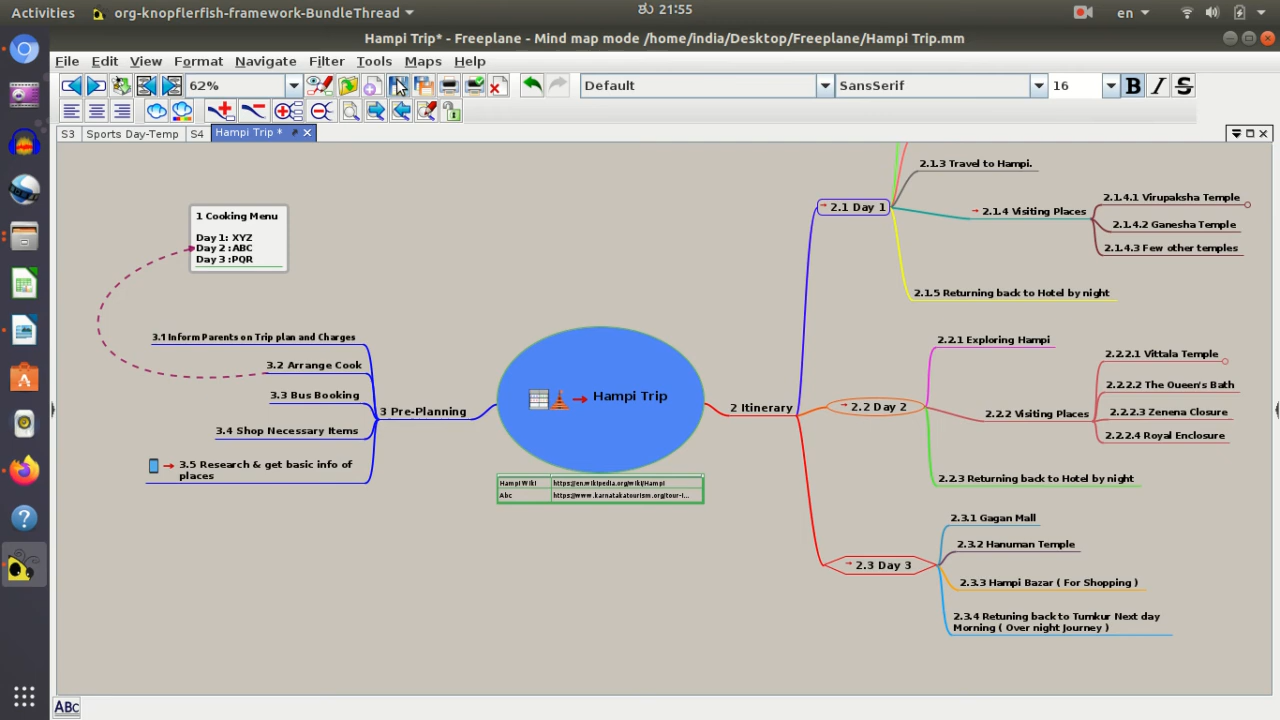 Activities
org-knopflerfish-framework-BundleThread
ಶ 21:55
en
Hampi Trip* - Freeplane - Mind map mode /home/india/Desktop/Freeplane/Hampi Trip.mm
File Edit View Format Navigate Filter Tools Maps Help
62%
Default
SansSerif
16
B I S
S3 Sports Day-Temp S4 Hampi Trip *
1 Cooking Menu
Day 1: XYZ
Day 2 :ABC
Day 3 :PQR
3.1 Inform Parents on Trip plan and Charges
3.2 Arrange Cook
3.3 Bus Booking
3 Pre-Planning
3.4 Shop Necessary Items
3.5 Research & get basic info of
places
Hampi Trip
Hampi Wiki https://en.wikipedia.org/wiki/Hampi
Abc https://www.karnatakatourism.org/tour-i...
2 Itinerary
2.1 Day 1
2.1.3 Travel to Hampi.
2.1.4 Visiting Places
2.1.4.1 Virupaksha Temple
2.1.4.2 Ganesha Temple
2.1.4.3 Few other temples
2.1.5 Returning back to Hotel by night
2.2 Day 2
2.2.1 Exploring Hampi
2.2.2 Visiting Places
2.2.2.1 Vittala Temple
2.2.2.2 The Queen's Bath
2.2.2.3 Zenena Closure
2.2.2.4 Royal Enclosure
2.2.3 Returning back to Hotel by night
2.3 Day 3
2.3.1 Gagan Mall
2.3.2 Hanuman Temple
2.3.3 Hampi Bazar ( For Shopping )
2.3.4 Retuning back to Tumkur Next day
Morning ( Over night Journey )
ABC